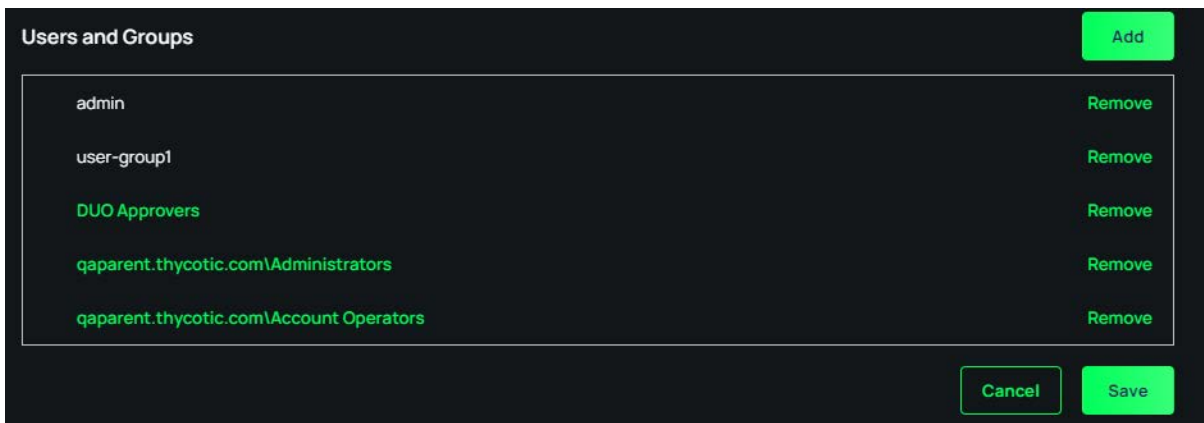 Users and Groups
Add
admin
Remove
user-group1
Remove
DUO Approvers
Remove
qaparent.thycotic.com\Administrators
Remove
qaparent.thycotic.com\Account Operators
Remove
Cancel
Save